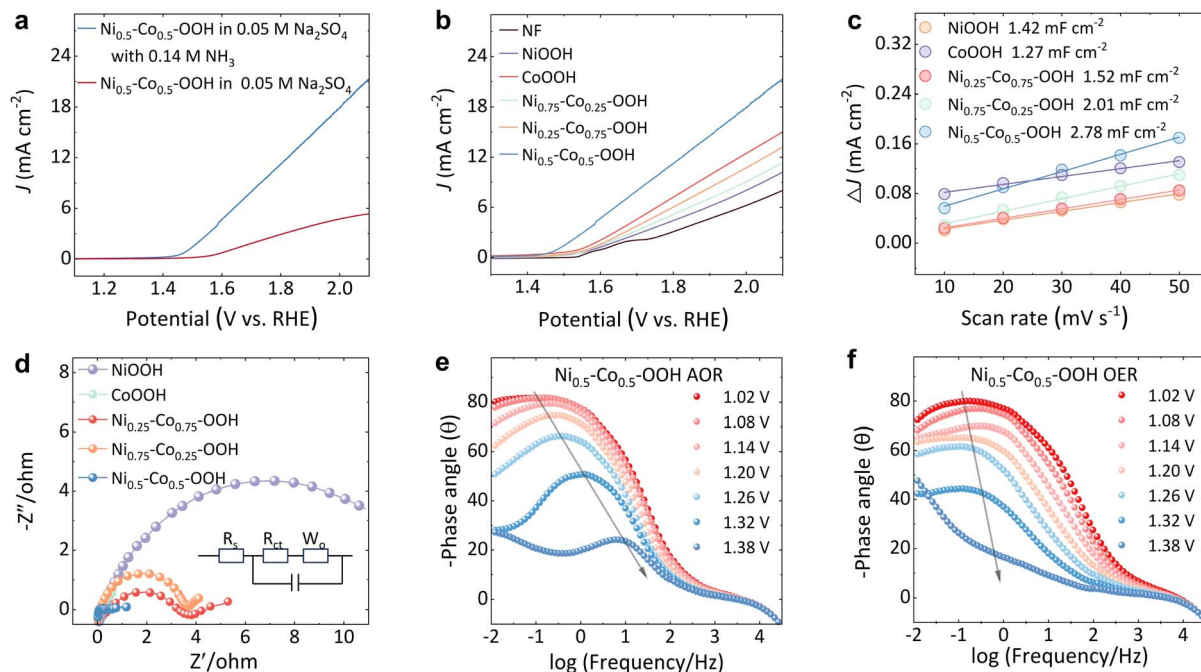 a
Ni0.5-Co0.5-OOH in 0.05 M Na2SO4
with 0.14 M NH3
Ni0.5-Co0.5-OOH in 0.05 M Na2SO4
J (mA cm-2)
24
18
12
6
0
1.2 1.4 1.6 1.8 2.0
Potential (V vs. RHE)
b
NF
NiOOH
CoOOH
Ni0.75-Co0.25-OOH
Ni0.25-Co0.75-OOH
Ni0.5-Co0.5-OOH
J (mA cm-2)
24
18
12
6
0
1.4 1.6 1.8 2.0
Potential (V vs. RHE)
c
NiOOH 1.42 mF cm-2
CoOOH 1.27 mF cm-2
Ni0.25-Co0.75-OOH 1.52 mF cm-2
Ni0.75-Co0.25-OOH 2.01 mF cm-2
Ni0.5-Co0.5-OOH 2.78 mF cm-2
△J (mA cm-2)
0.32
0.24
0.16
0.08
0.00
10 20 30 40 50
Scan rate (mV s-1)
d
NiOOH
CoOOH
Ni0.25-Co0.75-OOH
Ni0.75-Co0.25-OOH
Ni0.5-Co0.5-OOH
Rs Rct Wo
-Z''/ohm
8
6
4
2
0
0 2 4 6 8 10
Z'/ohm
e
Ni0.5-Co0.5-OOH AOR
1.02 V
1.08 V
1.14 V
1.20 V
1.26 V
1.32 V
1.38 V
-Phase angle (θ)
80
60
40
20
0
-2 -1 0 1 2 3 4
log (Frequency/Hz)
f
Ni0.5-Co0.5-OOH OER
1.02 V
1.08 V
1.14 V
1.20 V
1.26 V
1.32 V
1.38 V
-Phase angle (θ)
80
60
40
20
0
-2 -1 0 1 2 3 4
log (Frequency/Hz)